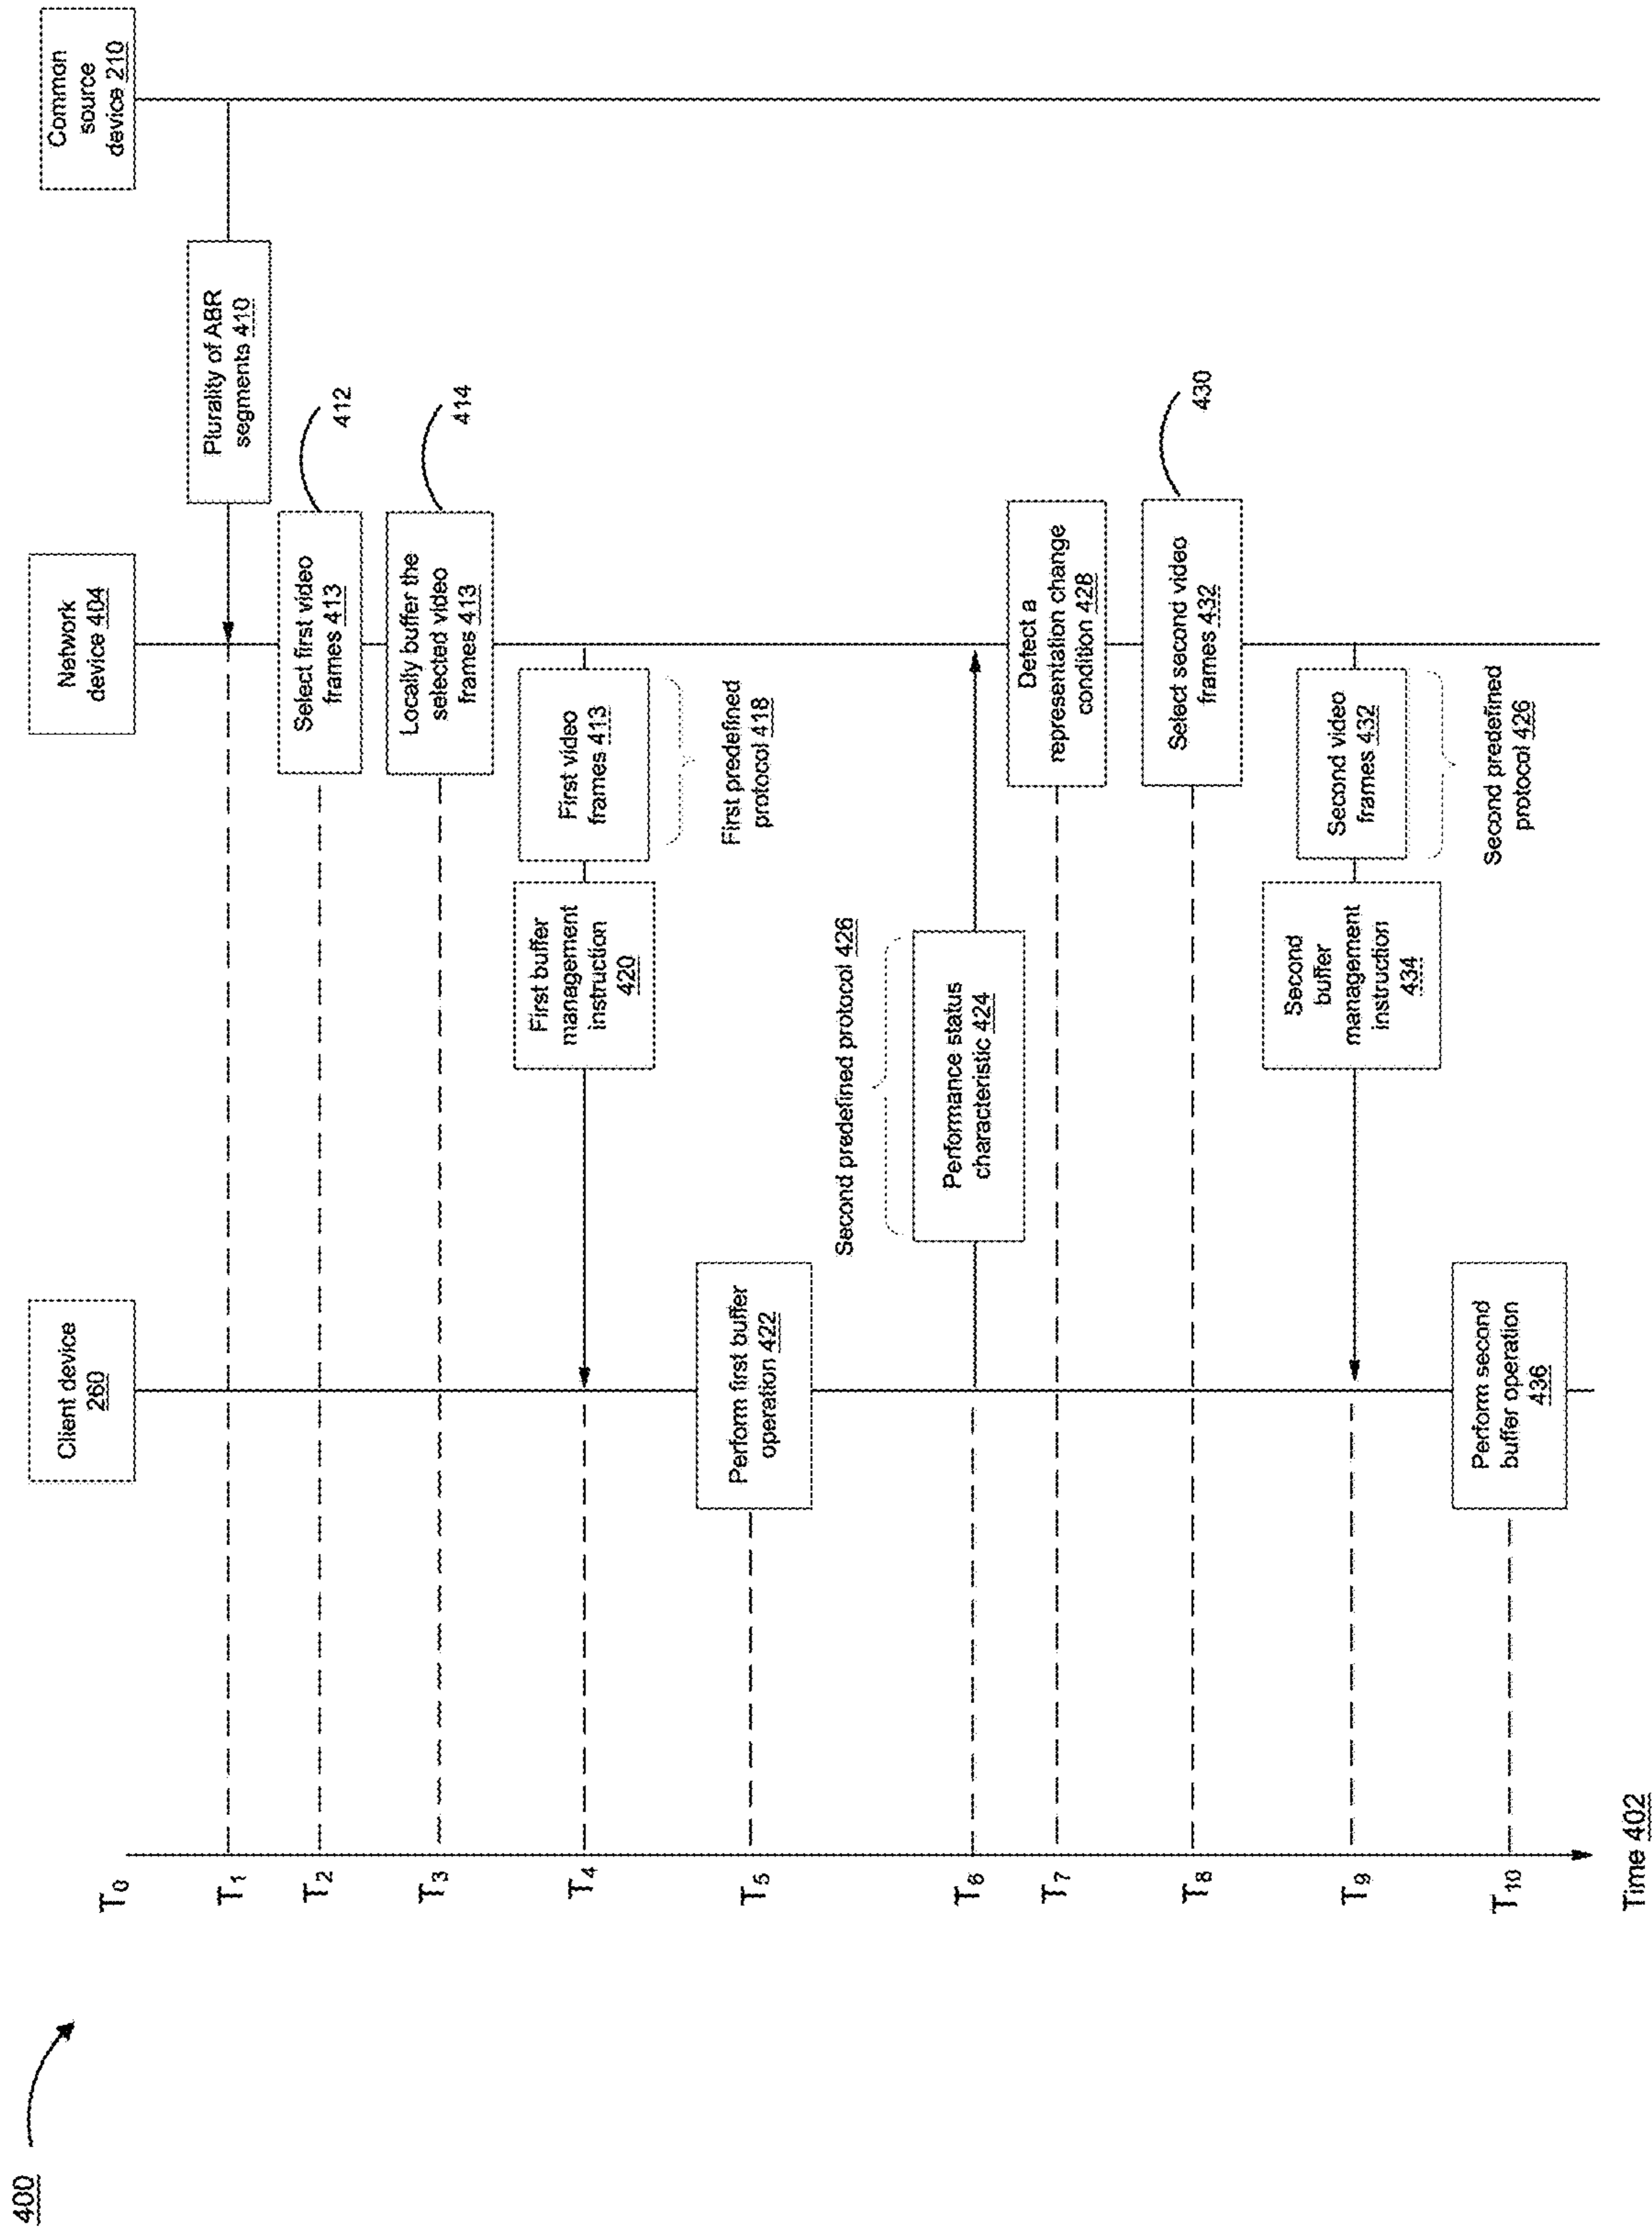 400
Client device
260
Network
device 404
Common
source
device 210
T0
T1
Plurality of ABR
segments 410
T2
Select first video
frames 413
412
T3
Locally buffer the
selected video
frames 413
414
T4
First buffer
management
instruction
420
First video
frames 413
First predefined
protocol 418
T5
Perform first buffer
operation 422
T6
Second predefined protocol 426
Performance status
characteristic 424
T7
Detect a
representation change
condition 428
T8
Select second video
frames 432
430
T9
Second
buffer
management
instruction
434
Second video
frames 432
Second predefined
protocol 426
T10
Perform second
buffer operation
436
Time 402